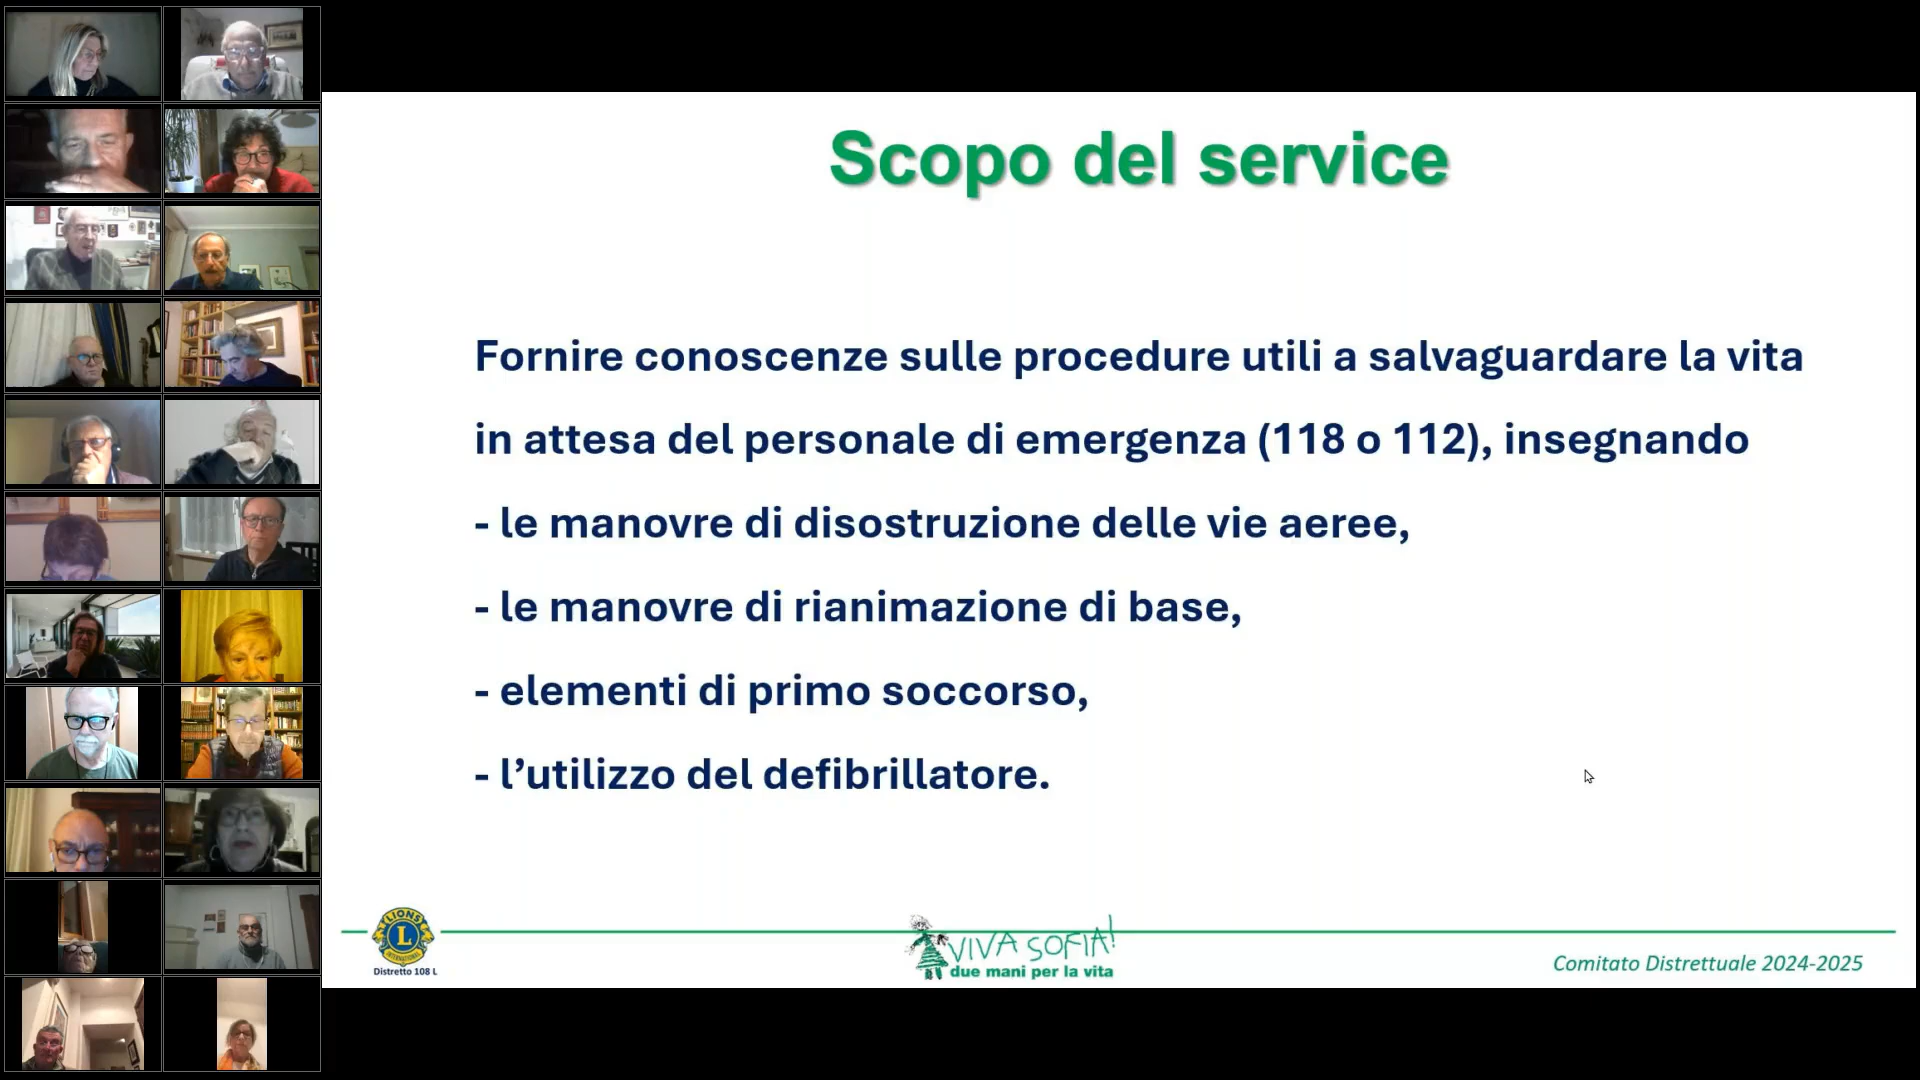 Scopo del service
Fornire conoscenze sulle procedure utili a salvaguardare la vita
in attesa del personale di emergenza (118 o 112), insegnando
- le manovre di disostruzione delle vie aeree,
- le manovre di rianimazione di base,
- elementi di primo soccorso,
- l’utilizzo del defibrillatore.
LIONS
L
INTERNATIONAL
Distretto 108 L
VIVA SOFIA!
due mani per la vita
Comitato Distrettuale 2024-2025